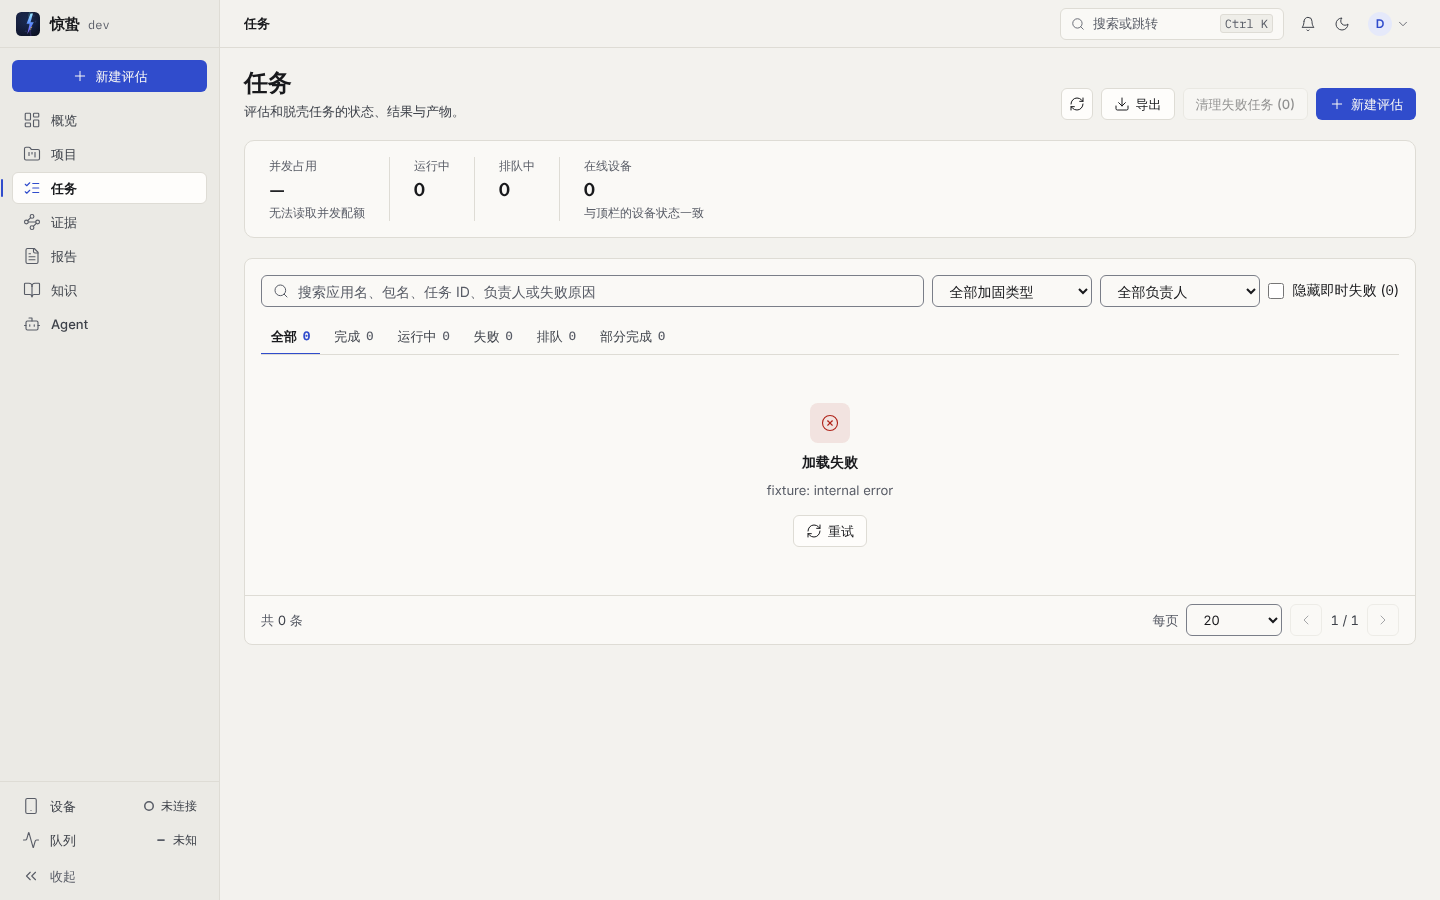 惊蛰 dev
任务
搜索或跳转 Ctrl K
D
新建评估
概览
项目
任务
证据
报告
知识
Agent
设备 未连接
队列 未知
收起
任务
评估和脱壳任务的状态、结果与产物。
导出
清理失败任务 (0)
新建评估
并发占用
—
无法读取并发配额
运行中
0
排队中
0
在线设备
0
与顶栏的设备状态一致
搜索应用名、包名、任务 ID、负责人或失败原因
全部加固类型
全部负责人
隐藏即时失败 (0)
全部 0 完成 0 运行中 0 失败 0 排队 0 部分完成 0
加载失败
fixture: internal error
重试
共 0 条
每页 20 1 / 1